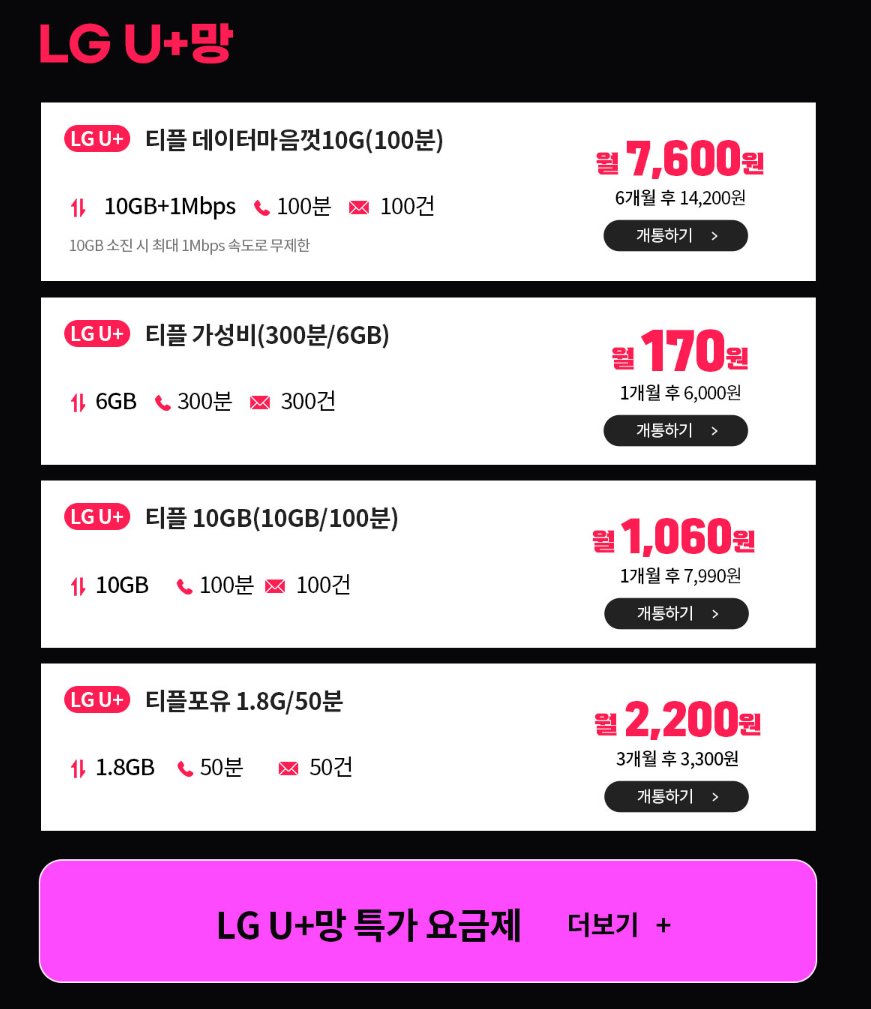 LG U+망
LG U+ 티플 데이터마음껏10G(100분)
10GB+1Mbps 100분 100건
10GB 소진 시 최대 1Mbps 속도로 무제한
월 7,600원
6개월 후 14,200원
개통하기 >
LG U+ 티플 가성비(300분/6GB)
6GB 300분 300건
월 170원
1개월 후 6,000원
개통하기 >
LG U+ 티플 10GB(10GB/100분)
10GB 100분 100건
월 1,060원
1개월 후 7,990원
개통하기 >
LG U+ 티플포유 1.8G/50분
1.8GB 50분 50건
월 2,200원
3개월 후 3,300원
개통하기 >
LG U+망 특가 요금제 더보기 +